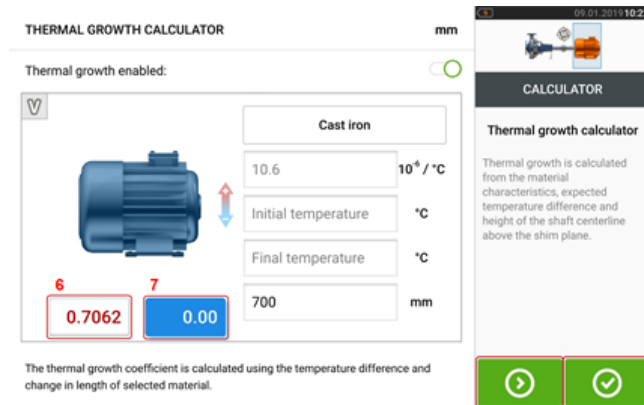 THERMAL GROWTH CALCULATOR mm
Thermal growth enabled:
V
Cast iron
10.6 10⁻⁶ / °C
Initial temperature °C
Final temperature °C
6 7
0.7062 0.00 700 mm
The thermal growth coefficient is calculated using the temperature difference and
change in length of selected material.
09.01.2019 10:2
CALCULATOR
Thermal growth calculator
Thermal growth is calculated
from the material
characteristics, expected
temperature difference and
height of the shaft centerline
above the shim plane.